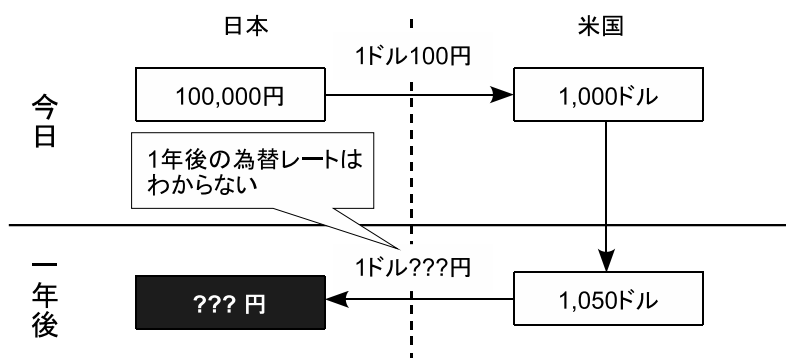 日本
米国
1ドル100円
今日
100,000円
1,000ドル
1年後の為替レートは
わからない
1ドル???円
一年後
??? 円
1,050ドル